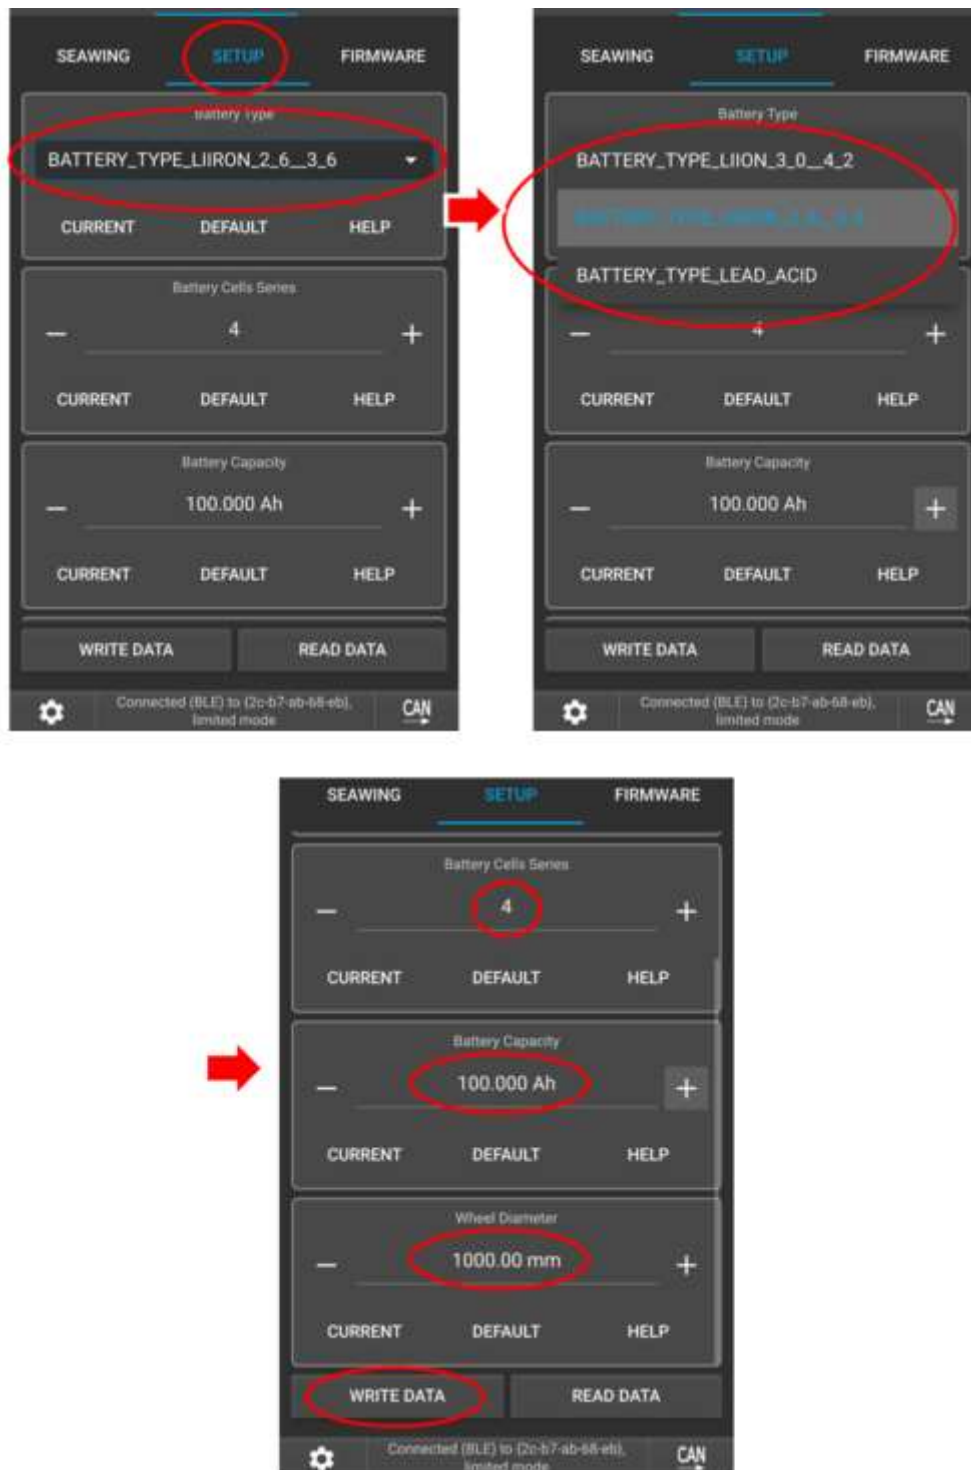 SEAWING SETUP FIRMWARE
Battery Type
BATTERY_TYPE_LIIRON_2_6__3_6
CURRENT DEFAULT HELP
Battery Cells Series
4
CURRENT DEFAULT HELP
Battery Capacity
100.000 Ah
CURRENT DEFAULT HELP
WRITE DATA READ DATA
Connected (BLE) to {2c-b7-ab-68-eb},
limited mode
CAN
SEAWING SETUP FIRMWARE
Battery Type
BATTERY_TYPE_LIION_3_0__4_2
BATTERY_TYPE_LIIRON_2_6__3_6
BATTERY_TYPE_LEAD_ACID
4
CURRENT DEFAULT HELP
Battery Capacity
100.000 Ah
CURRENT DEFAULT HELP
WRITE DATA READ DATA
Connected (BLE) to {2c-b7-ab-68-eb},
limited mode
CAN
SEAWING SETUP FIRMWARE
Battery Cells Series
4
CURRENT DEFAULT HELP
Battery Capacity
100.000 Ah
CURRENT DEFAULT HELP
Wheel Diameter
1000.00 mm
CURRENT DEFAULT HELP
WRITE DATA READ DATA
Connected (BLE) to {2c-b7-ab-68-eb},
limited mode
CAN